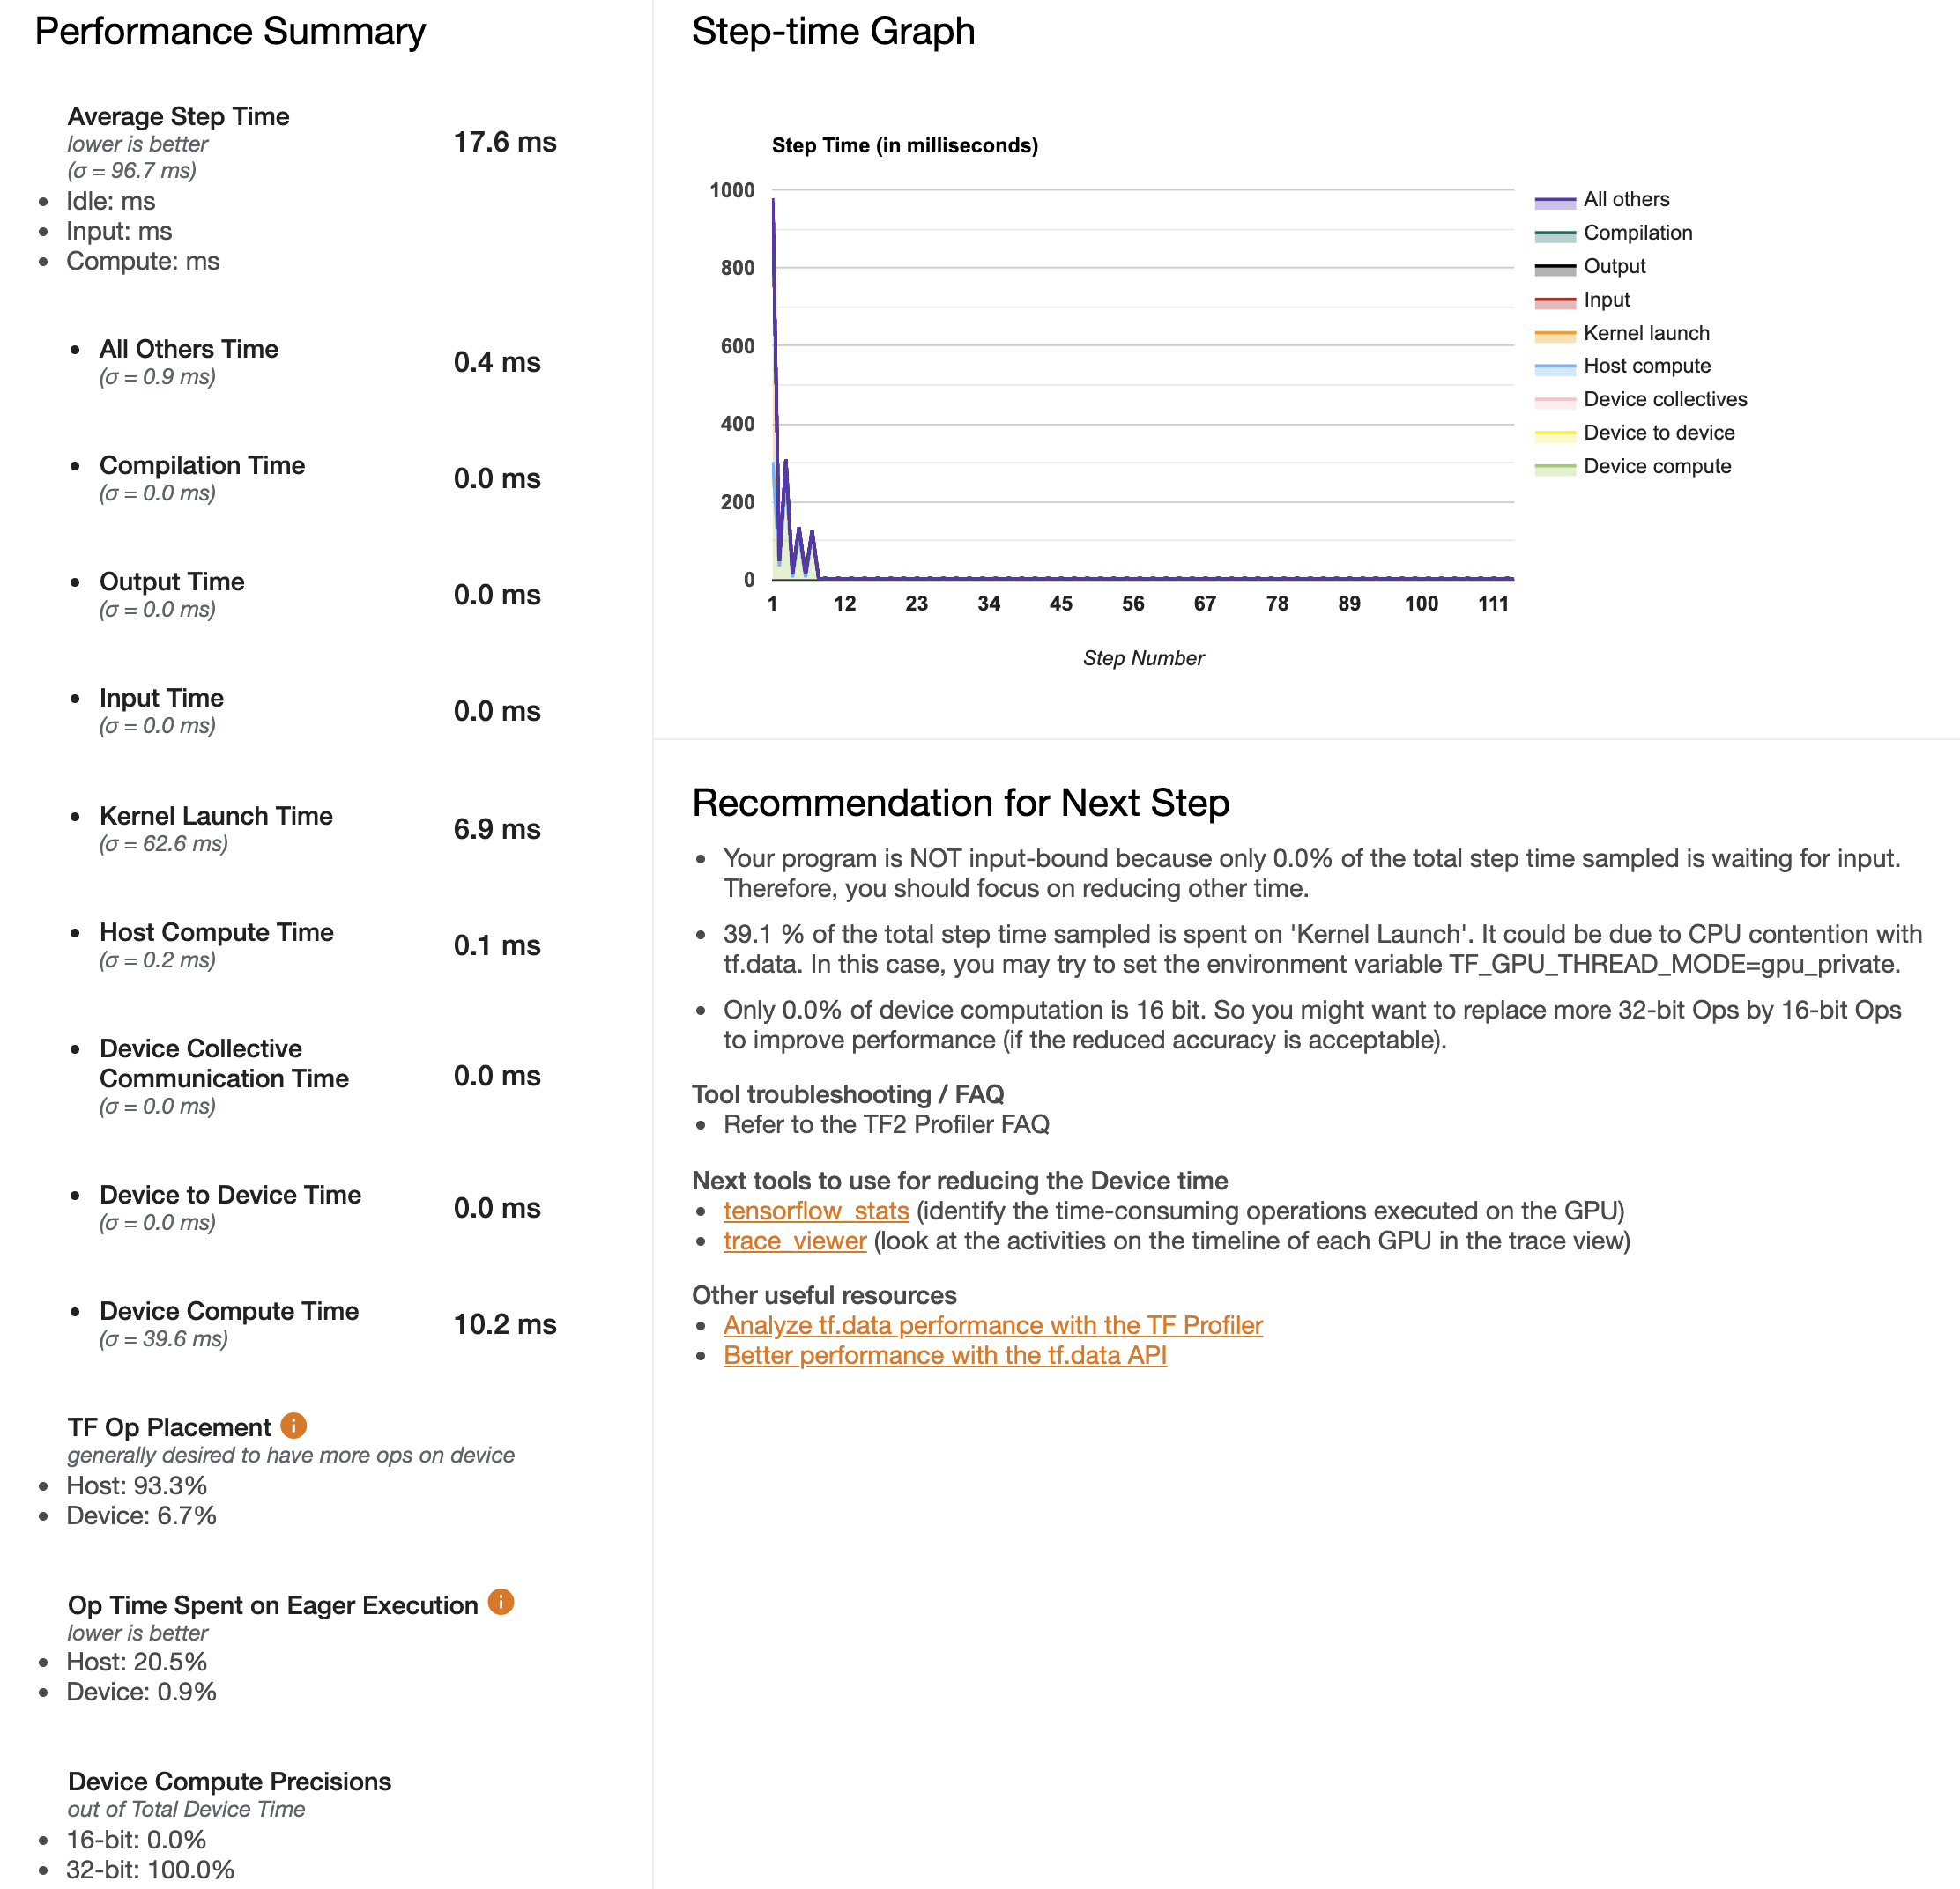 Performance Summary
Average Step Time
lower is better
(σ = 96.7 ms)
17.6 ms
Idle: ms
Input: ms
Compute: ms
All Others Time
(σ = 0.9 ms)
0.4 ms
Compilation Time
(σ = 0.0 ms)
0.0 ms
Output Time
(σ = 0.0 ms)
0.0 ms
Input Time
(σ = 0.0 ms)
0.0 ms
Kernel Launch Time
(σ = 62.6 ms)
6.9 ms
Host Compute Time
(σ = 0.2 ms)
0.1 ms
Device Collective
Communication Time
(σ = 0.0 ms)
0.0 ms
Device to Device Time
(σ = 0.0 ms)
0.0 ms
Device Compute Time
(σ = 39.6 ms)
10.2 ms
TF Op Placement
generally desired to have more ops on device
Host: 93.3%
Device: 6.7%
Op Time Spent on Eager Execution
lower is better
Host: 20.5%
Device: 0.9%
Device Compute Precisions
out of Total Device Time
16-bit: 0.0%
32-bit: 100.0%
Step-time Graph
Step Time (in milliseconds)
1000
800
600
400
200
0
1 12 23 34 45 56 67 78 89 100 111
Step Number
All others
Compilation
Output
Input
Kernel launch
Host compute
Device collectives
Device to device
Device compute
Recommendation for Next Step
Your program is NOT input-bound because only 0.0% of the total step time sampled is waiting for input.
Therefore, you should focus on reducing other time.
39.1 % of the total step time sampled is spent on 'Kernel Launch'. It could be due to CPU contention with
tf.data. In this case, you may try to set the environment variable TF_GPU_THREAD_MODE=gpu_private.
Only 0.0% of device computation is 16 bit. So you might want to replace more 32-bit Ops by 16-bit Ops
to improve performance (if the reduced accuracy is acceptable).
Tool troubleshooting / FAQ
Refer to the TF2 Profiler FAQ
Next tools to use for reducing the Device time
tensorflow_stats (identify the time-consuming operations executed on the GPU)
trace_viewer (look at the activities on the timeline of each GPU in the trace view)
Other useful resources
Analyze tf.data performance with the TF Profiler
Better performance with the tf.data API